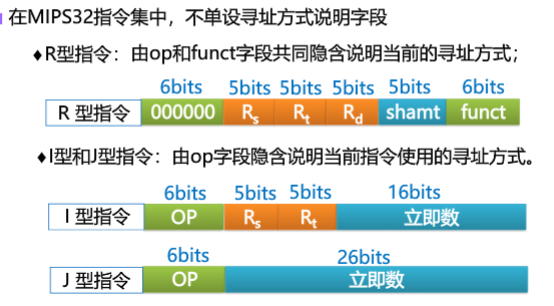 在MIPS32指令集中，不单设寻址方式说明字段
♦R型指令：由op和funct字段共同隐含说明当前的寻址方式；
6bits 5bits 5bits 5bits 5bits 6bits
R 型指令 000000 Rs Rt Rd shamt funct
♦I型和J型指令：由op字段隐含说明当前指令使用的寻址方式。
6bits 5bits 5bits 16bits
I 型指令 OP Rs Rt 立即数
6bits 26bits
J 型指令 OP 立即数